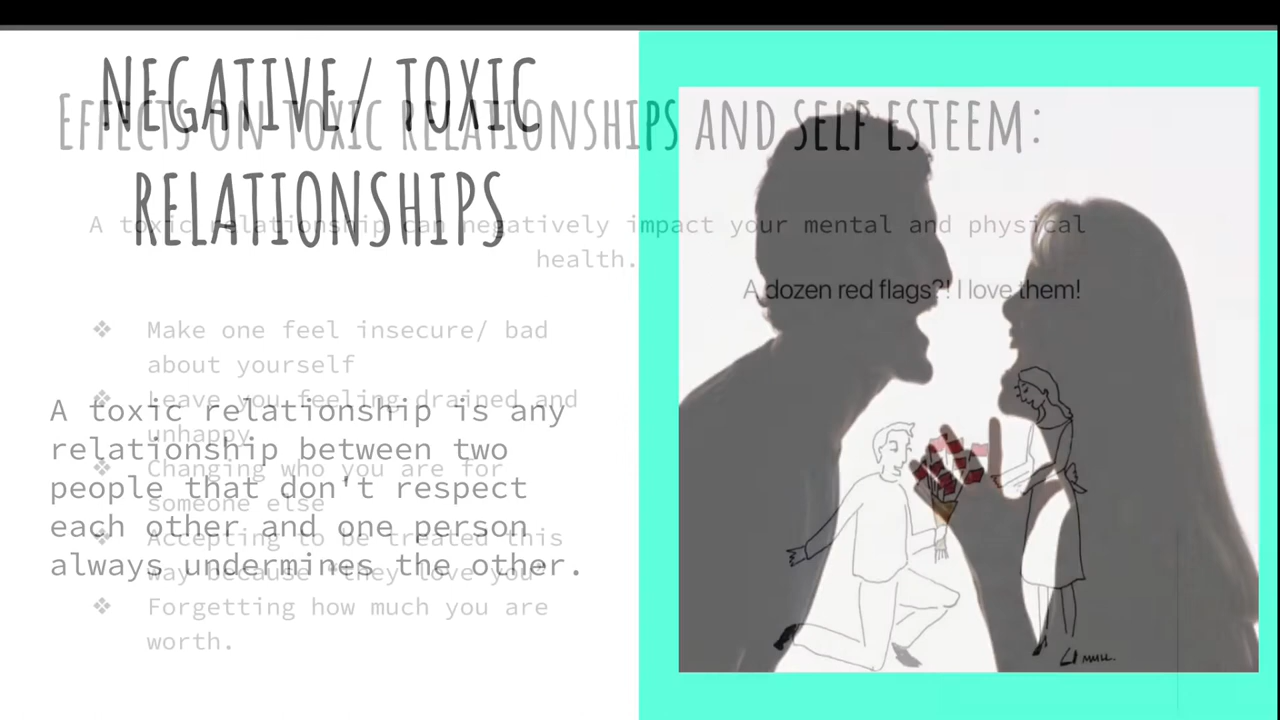 NEGATIVE/ TOXIC
RELATIONSHIPS
A toxic relationship is any
relationship between two
people that don't respect
each other and one person
always undermines the other.
EFFECTS ON TOXIC RELATIONSHIPS AND SELF ESTEEM:
A toxic relationship can negatively impact your mental and physical
health.
❖ Make one feel insecure/ bad
about yourself
❖ Leave you feeling drained and
unhappy
❖ Changing who you are for
someone else
❖ Accepting to be treated this
way because "they love you"
❖ Forgetting how much you are
worth.
A dozen red flags?! I love them!